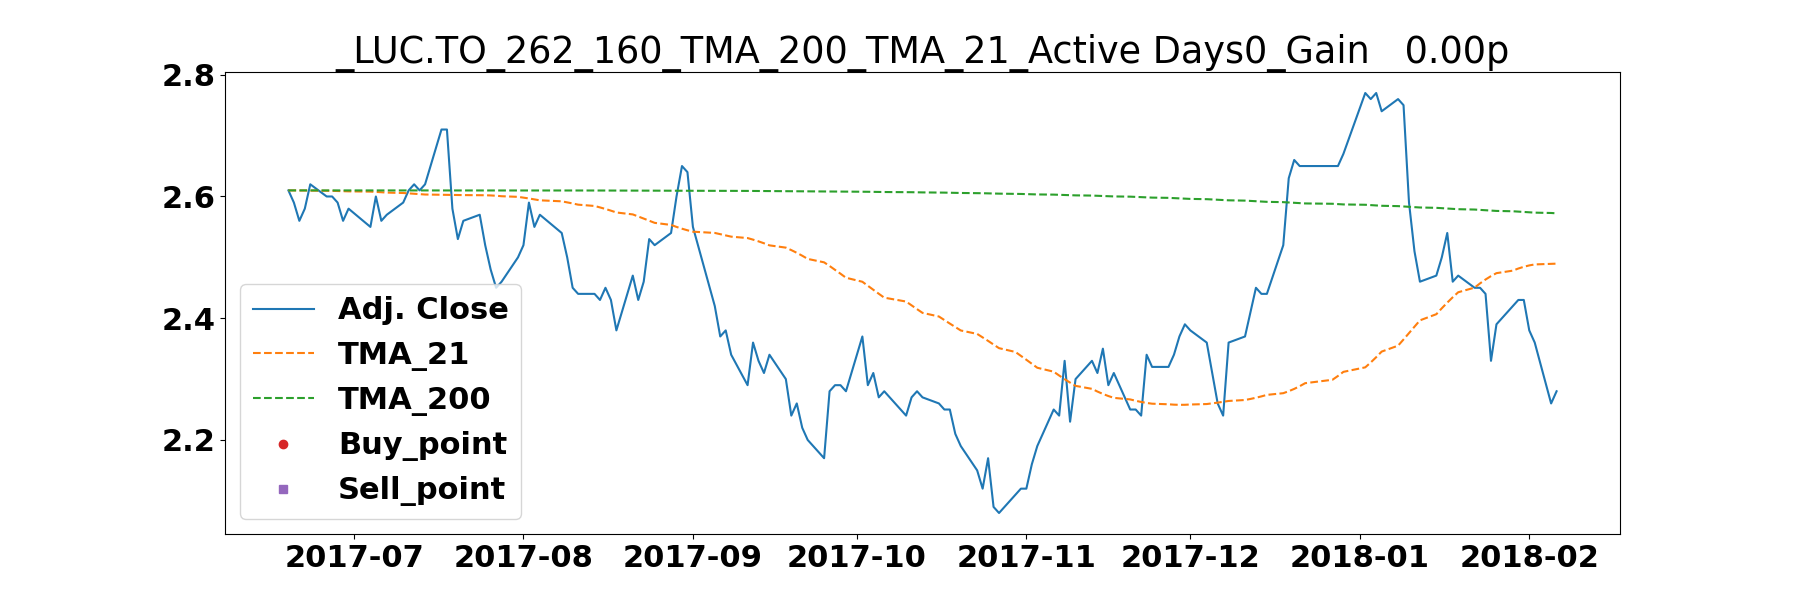 _LUC.TO_262_160_TMA_200_TMA_21_Active Days0_Gain   0.00p
2.8
2.6
2.4
2.2
Adj. Close
TMA_21
TMA_200
Buy_point
Sell_point
2017-07 2017-08 2017-09 2017-10 2017-11 2017-12 2018-01 2018-02